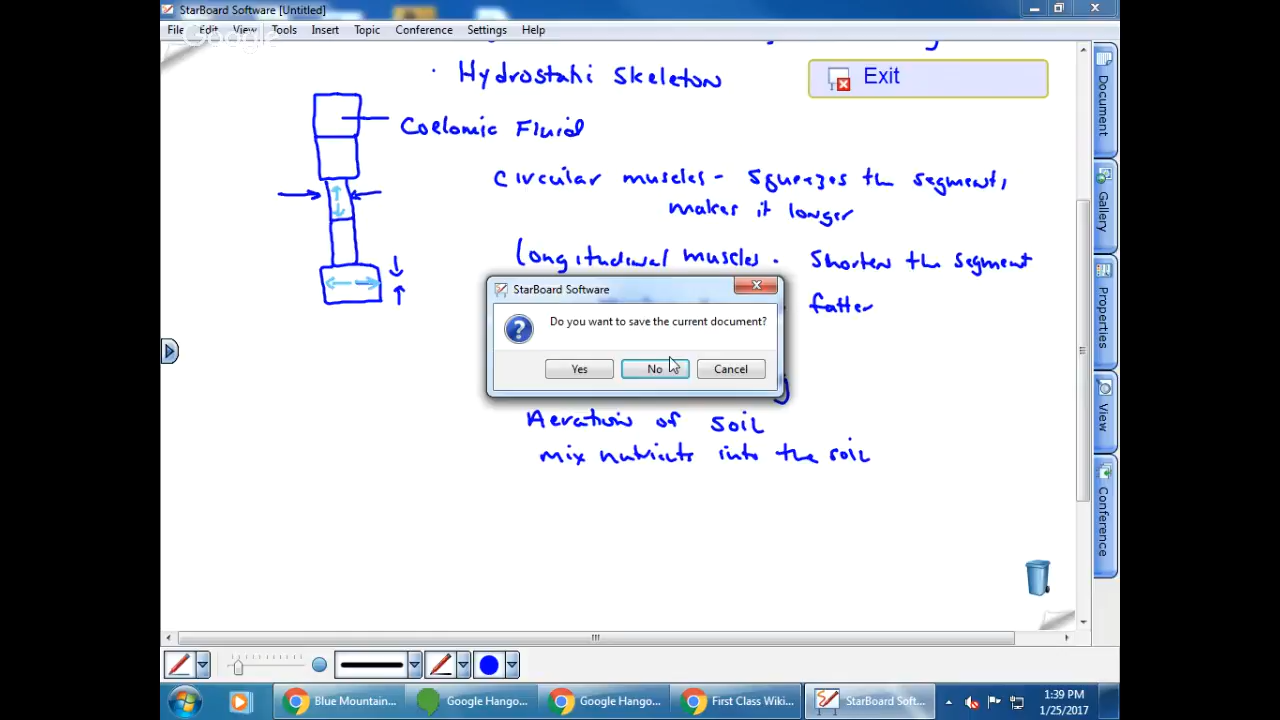 StarBoard Software [Untitled]
File Edit View Tools Insert Topic Conference Settings Help
Google
Exit
Hydrostahi Skeleton
Coelomic Fluid
circular muscles - Squeezes the segment,
makes it longer
longitudinal muscles - Shorten the segment
fatter
StarBoard Software
Do you want to save the current document?
Yes No Cancel
Aeration of soil
mix nutrients into the soil
Document
Gallery
Properties
View
Conference
Blue Mountain...
Google Hango...
Google Hango...
First Class Wiki...
StarBoard Soft...
1:39 PM
1/25/2017